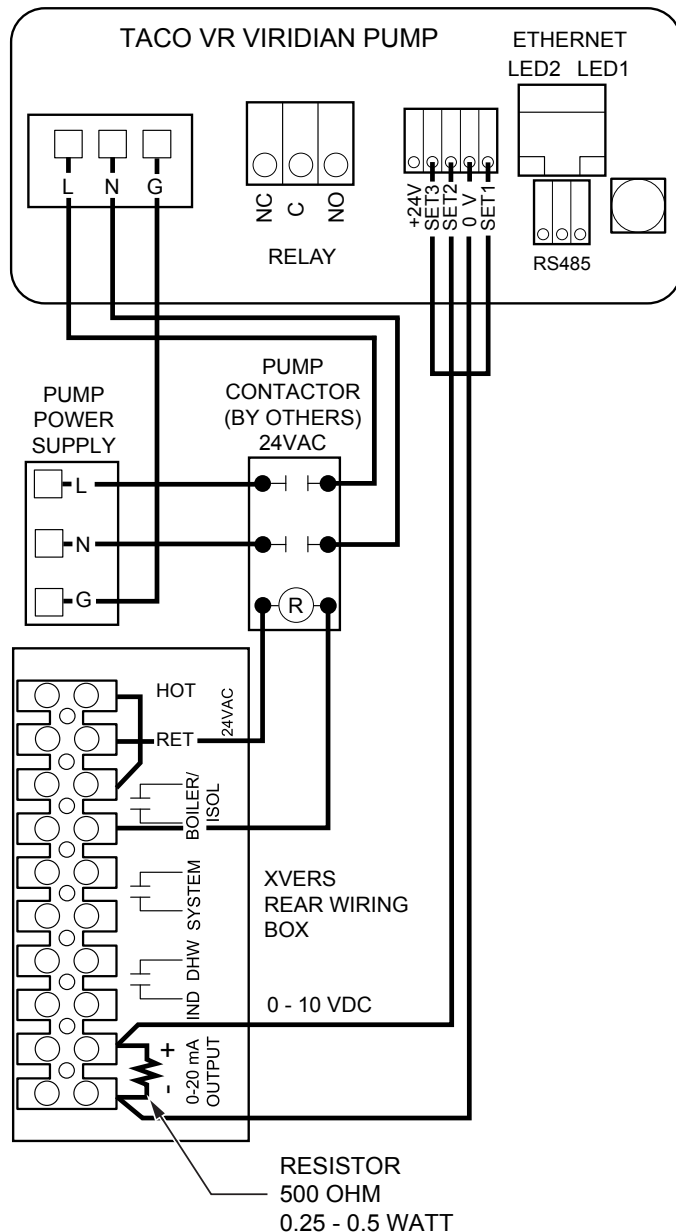 TACO VR VIRIDIAN PUMP
ETHERNET
LED2 LED1
L N G
NC
C
NO
RELAY
+24V
SET3
SET2
0 V
SET1
RS485
PUMP
POWER
SUPPLY
L
N
G
PUMP
CONTACTOR
(BY OTHERS)
24VAC
R
HOT
RET
24VAC
BOILER/
ISOL
SYSTEM
IND DHW
+
-
0-20 mA
OUTPUT
XVERS
REAR WIRING
BOX
0 - 10 VDC
RESISTOR
500 OHM
0.25 - 0.5 WATT